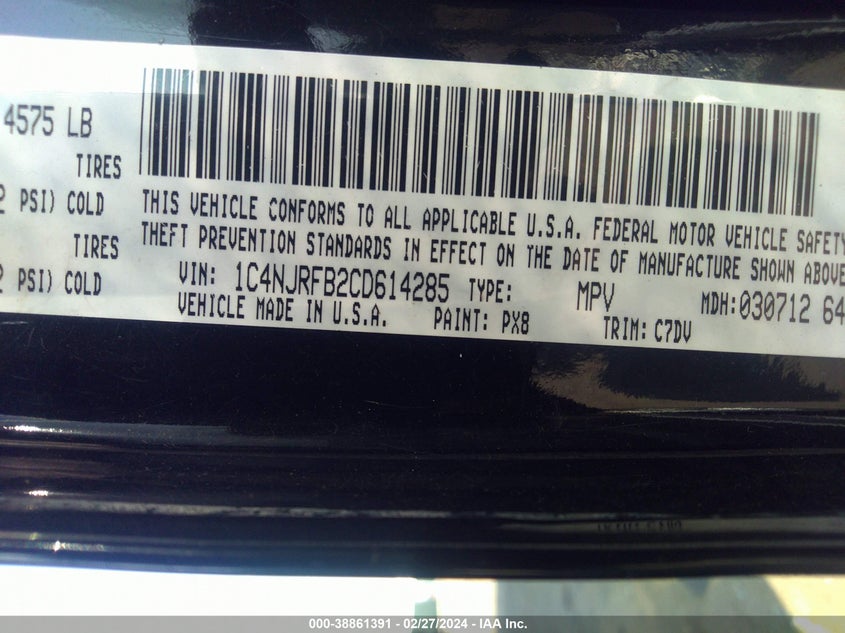 4575 LB
TIRES
PSI) COLD
THIS VEHICLE CONFORMS TO ALL APPLICABLE U.S.A. FEDERAL MOTOR VEHICLE SAFETY
THEFT PREVENTION STANDARDS IN EFFECT ON THE DATE OF MANUFACTURE SHOWN ABOVE
TIRES
PSI) COLD
VIN: 1C4NJRFB2CD614285 TYPE: MPV MDH:030712 64
VEHICLE MADE IN U.S.A. PAINT: PX8 TRIM: C7DV
000-38861391 - 02/27/2024 - IAA Inc.